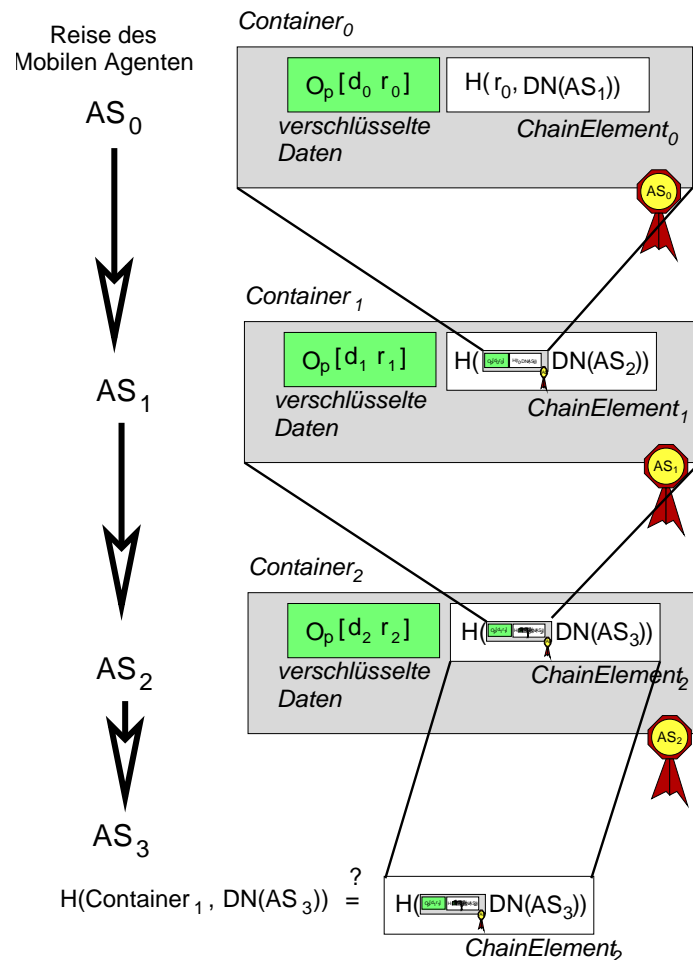 Reise des
Mobilen Agenten
AS₀
AS₁
AS₂
AS₃
Container₀
Oₚ[d₀ r₀]
H(r₀, DN(AS₁))
verschlüsselte
Daten
ChainElement₀
AS₀
Container₁
Oₚ[d₁ r₁]
H( DN(AS₂))
verschlüsselte
Daten
ChainElement₁
AS₁
Container₂
Oₚ[d₂ r₂]
H( DN(AS₃))
verschlüsselte
Daten
ChainElement₂
AS₂
H(Container₁, DN(AS₃)) ≟ H( DN(AS₃))
ChainElement₂